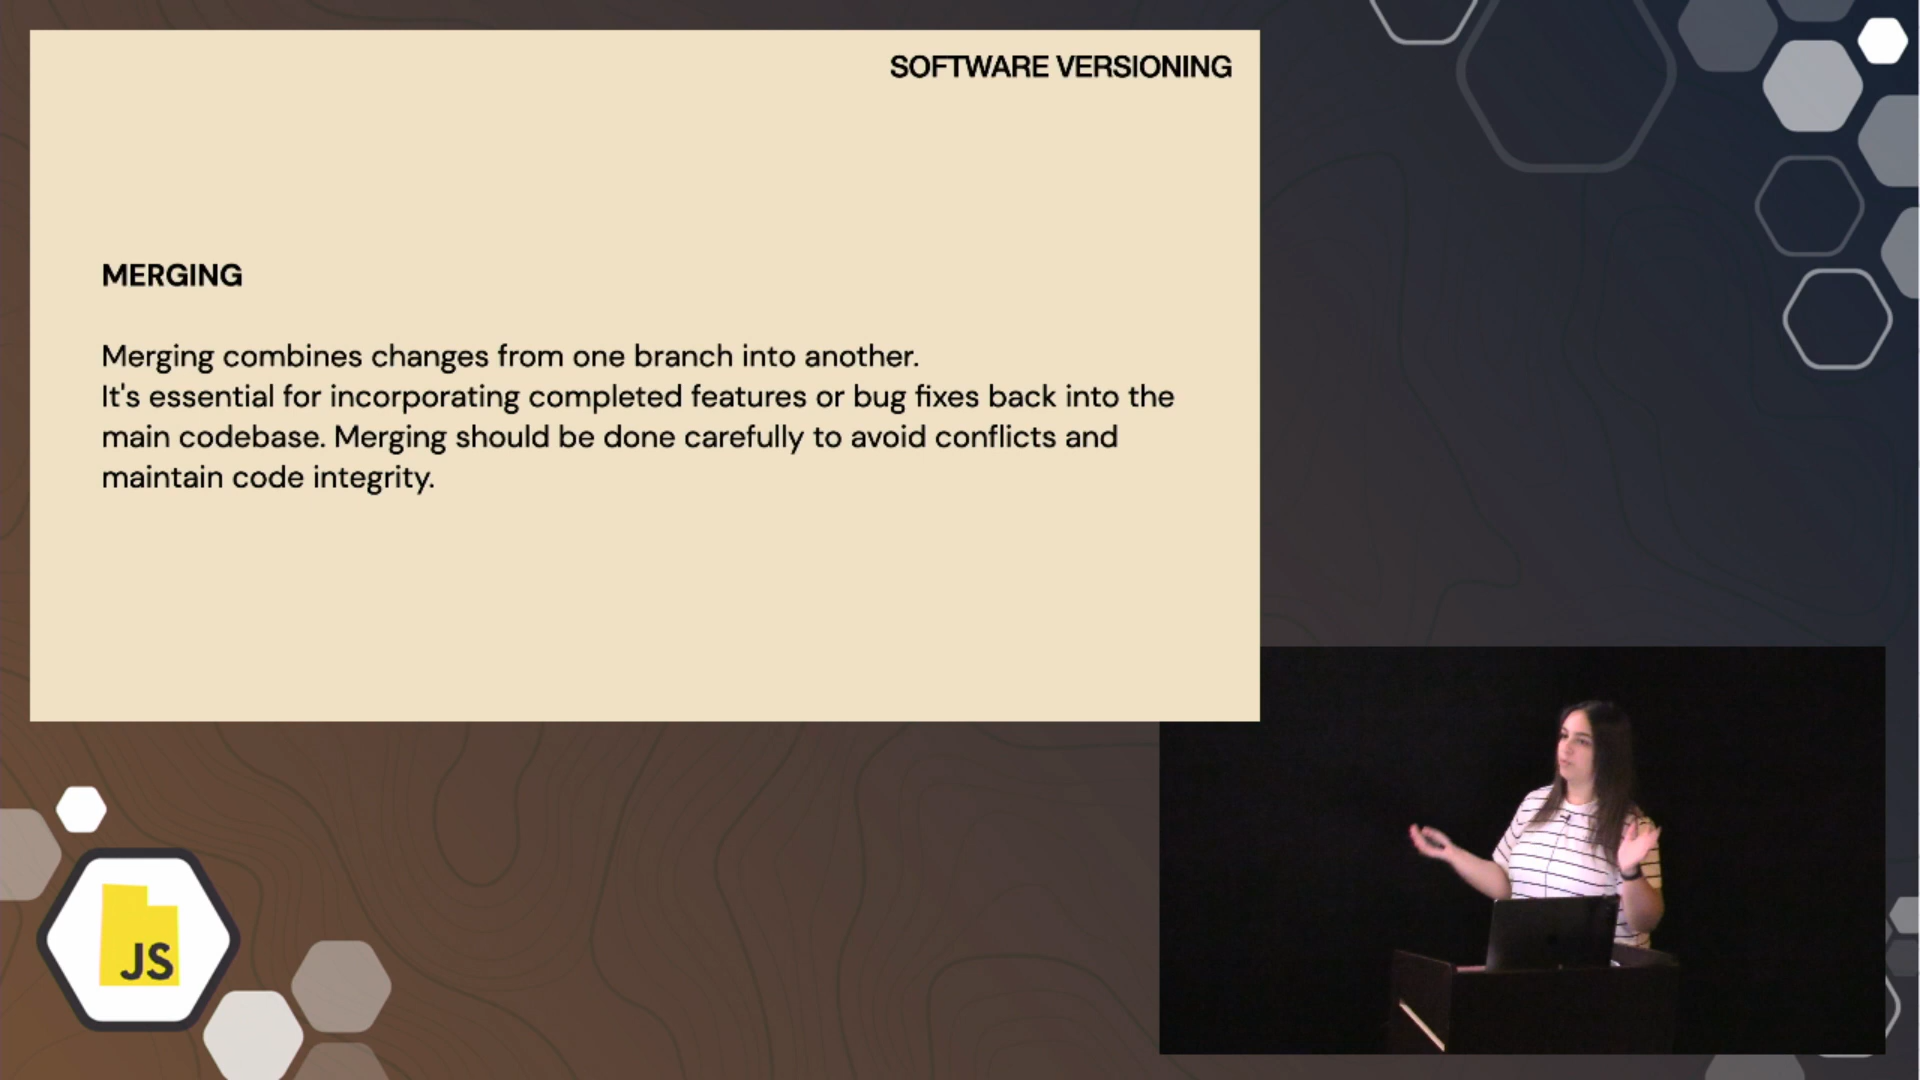 SOFTWARE VERSIONING
MERGING
Merging combines changes from one branch into another.
It's essential for incorporating completed features or bug fixes back into the
main codebase. Merging should be done carefully to avoid conflicts and
maintain code integrity.
JS